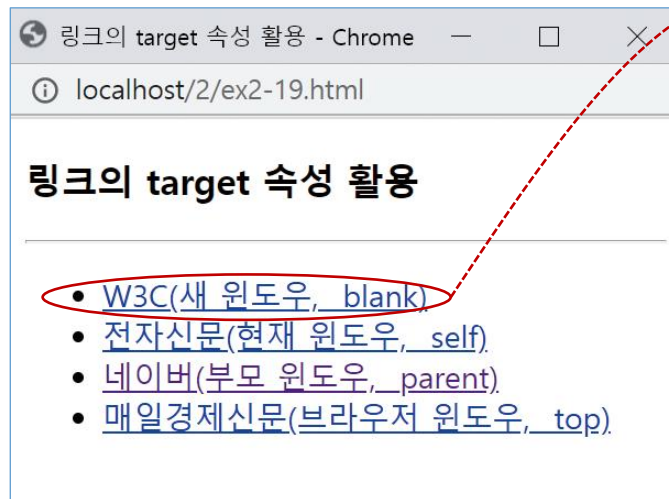 링크의 target 속성 활용 - Chrome
localhost/2/ex2-19.html
링크의 target 속성 활용
W3C(새 윈도우, _blank)
전자신문(현재 윈도우, _self)
네이버(부모 윈도우, _parent)
매일경제신문(브라우저 윈도우, _top)